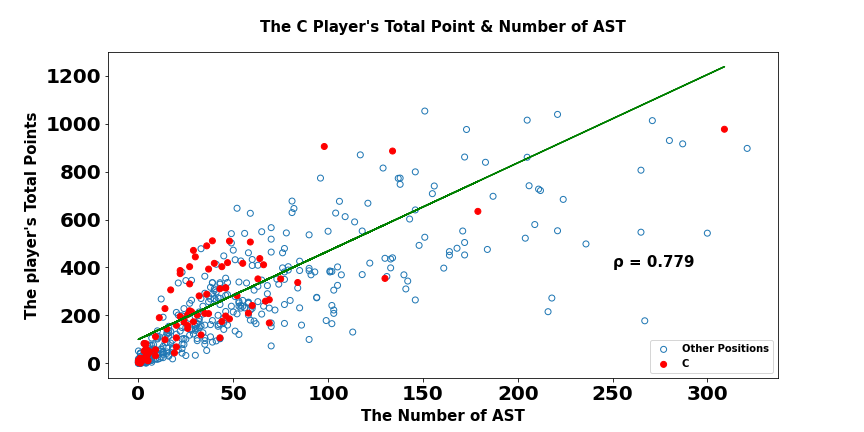 The C Player's Total Point & Number of AST
The player's Total Points
1200
1000
800
600
400
200
0
ρ = 0.779
Other Positions
C
0 50 100 150 200 250 300
The Number of AST